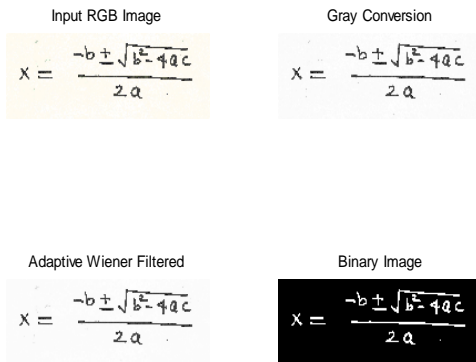 Input RGB Image
Gray Conversion
x = -b ± √b²- 4ac
2a
x = -b ± √b²- 4ac
2a
Adaptive Wiener Filtered
Binary Image
x = -b ± √b²- 4ac
2a
x = -b ± √b²- 4ac
2a